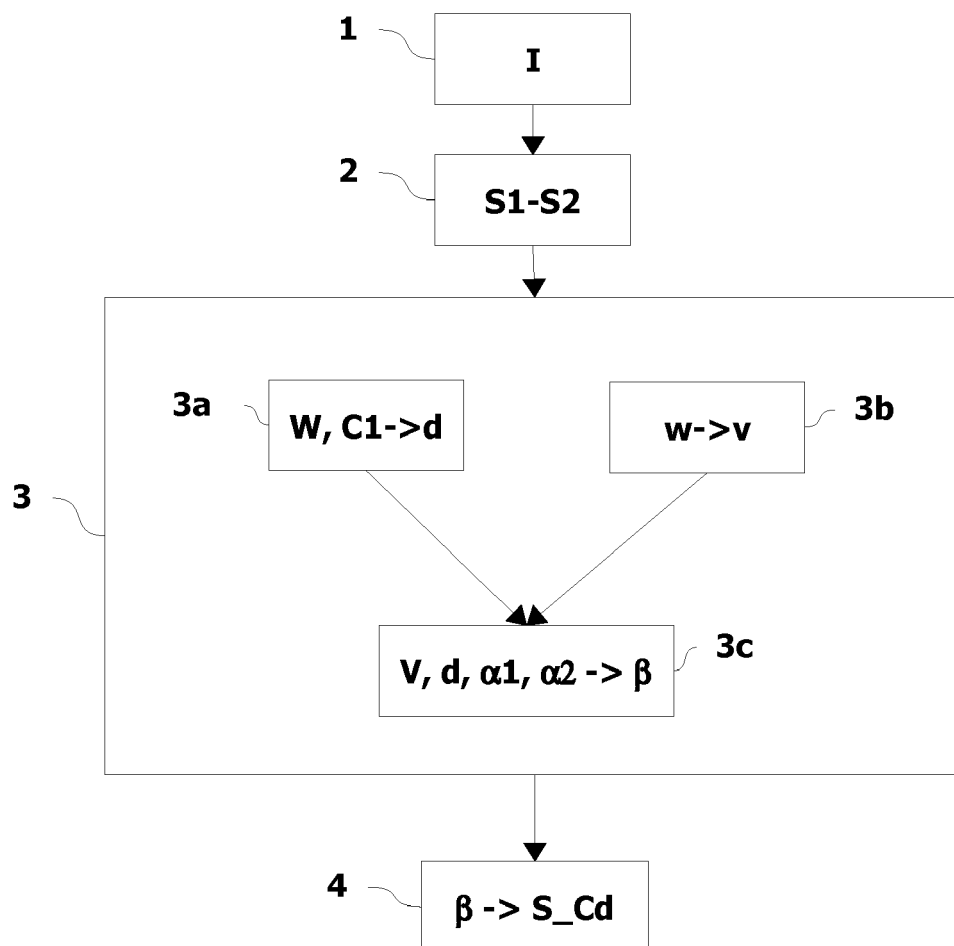 1
I
2
S1-S2
3a
W, C1->d
3b
w->v
3
3c
V, d, α1, α2 -> β
4
β -> S_Cd